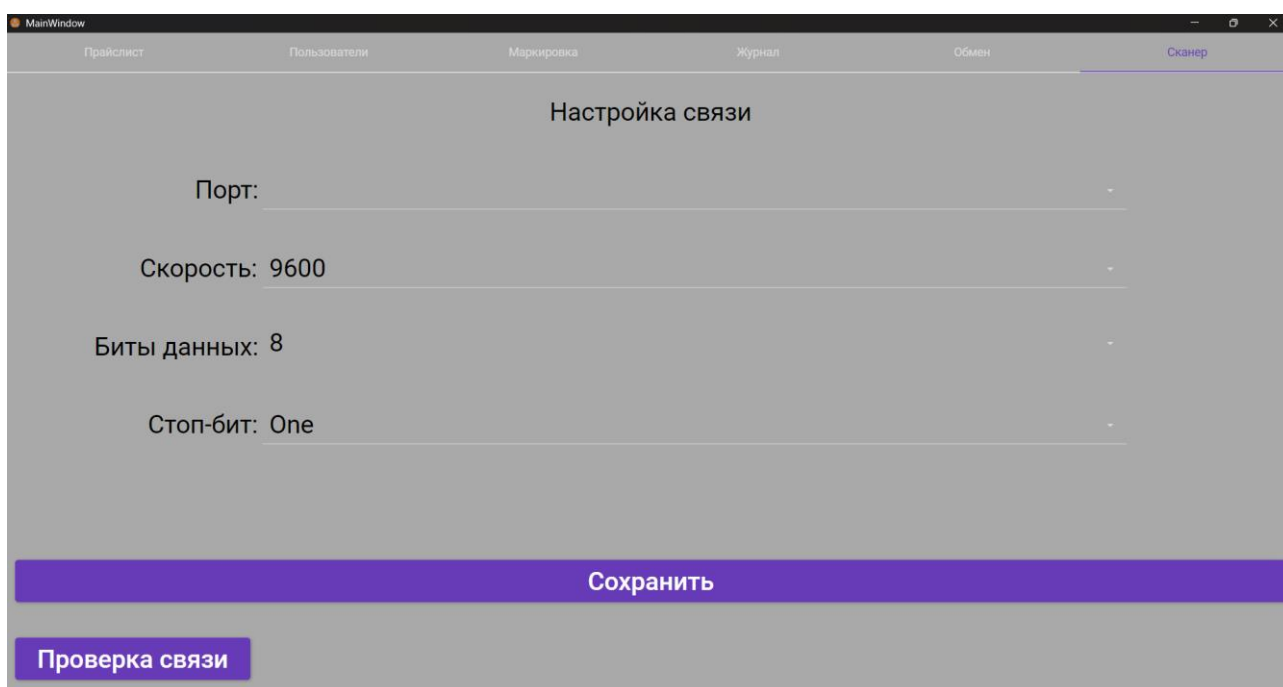 MainWindow
Прайслист Пользователи Маркировка Журнал Обмен Сканер
Настройка связи
Порт:
Скорость: 9600
Биты данных: 8
Стоп-бит: One
Сохранить
Проверка связи